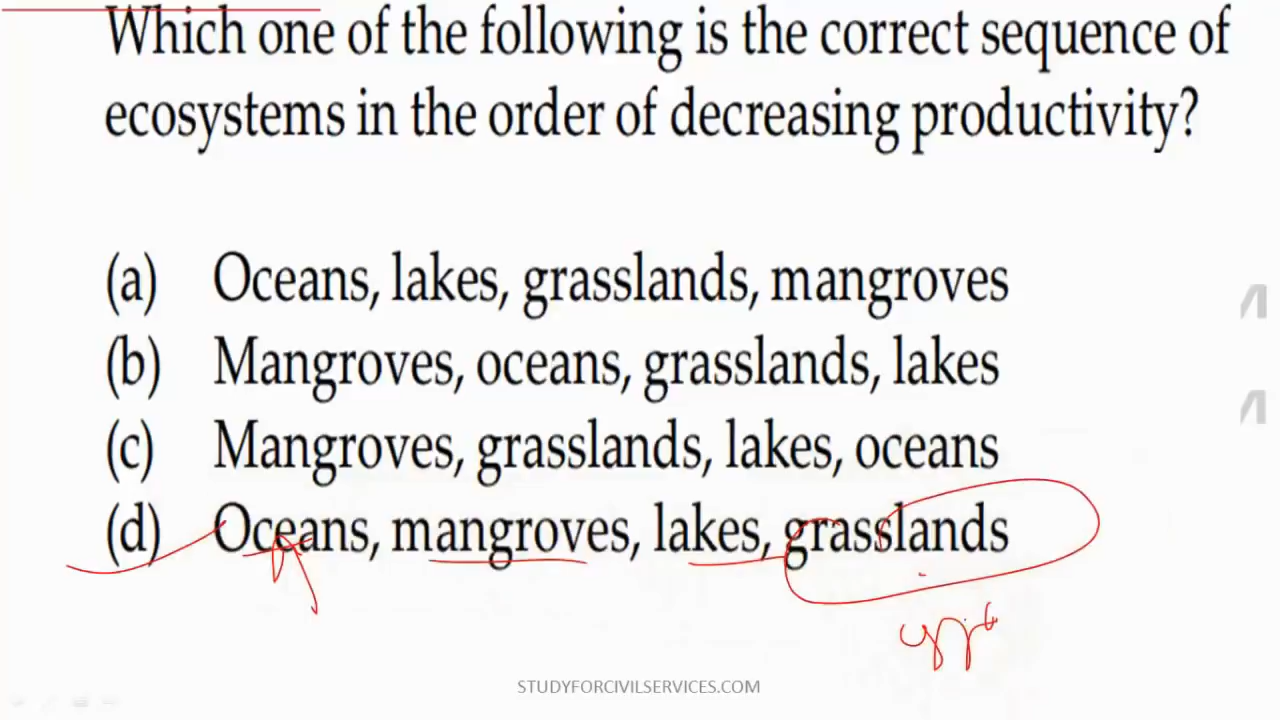 Which one of the following is the correct sequence of
ecosystems in the order of decreasing productivity?
(a) Oceans, lakes, grasslands, mangroves
(b) Mangroves, oceans, grasslands, lakes
(c) Mangroves, grasslands, lakes, oceans
(d) Oceans, mangroves, lakes, grasslands
STUDYFORCIVILSERVICES.COM